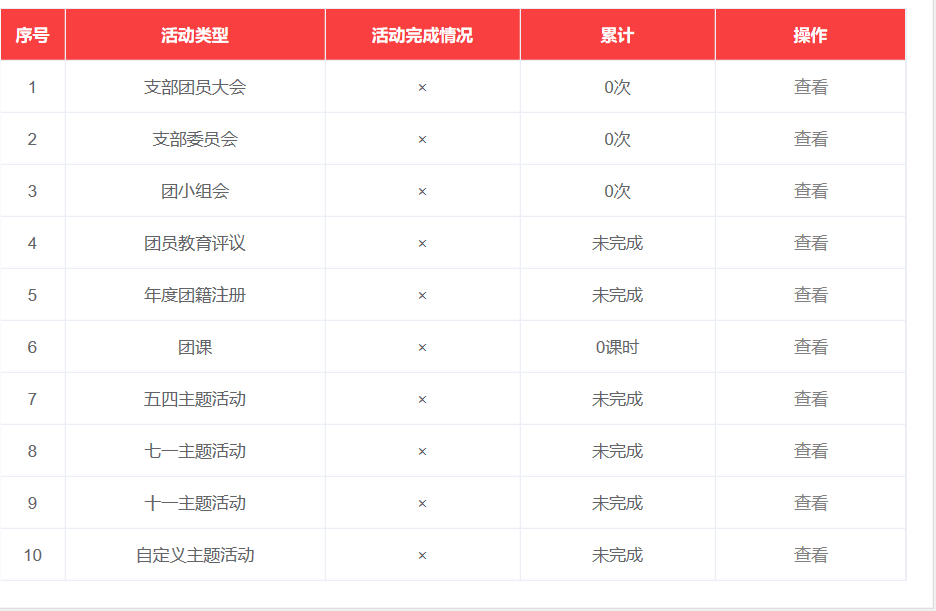 序号 活动类型 活动完成情况 累计 操作
1 支部团员大会 × 0次 查看
2 支部委员会 × 0次 查看
3 团小组会 × 0次 查看
4 团员教育评议 × 未完成 查看
5 年度团籍注册 × 未完成 查看
6 团课 × 0课时 查看
7 五四主题活动 × 未完成 查看
8 七一主题活动 × 未完成 查看
9 十一主题活动 × 未完成 查看
10 自定义主题活动 × 未完成 查看